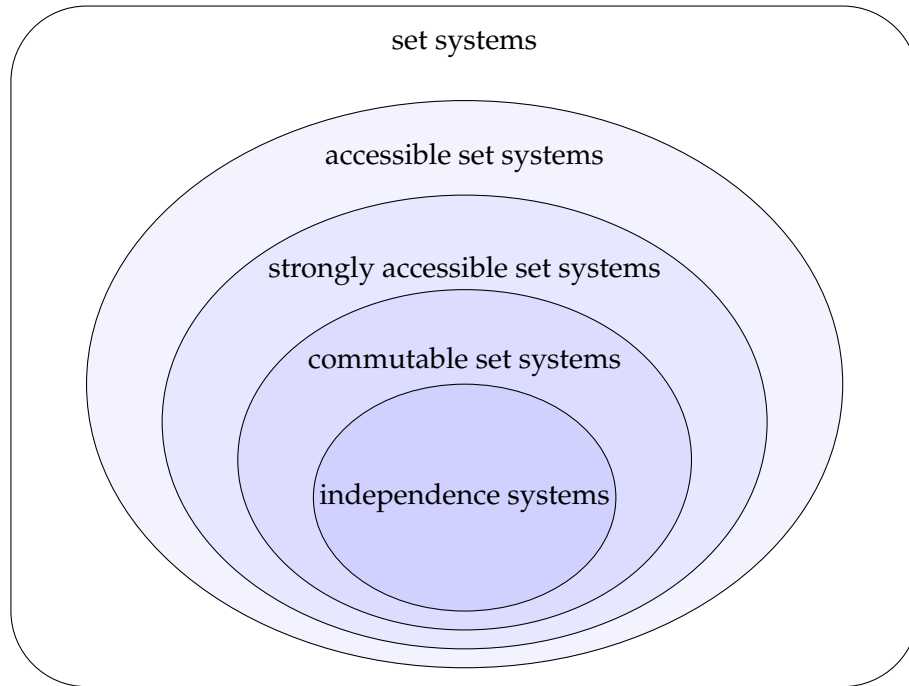 set systems
accessible set systems
strongly accessible set systems
commutable set systems
independence systems